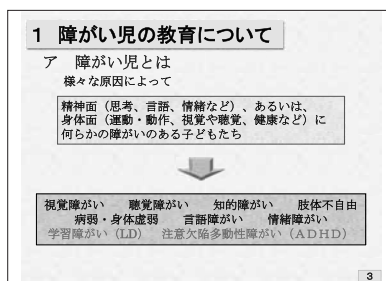 1 障がい児の教育について
ア 障がい児とは
様々な原因によって
精神面（思考、言語、情緒など）、あるいは、
身体面（運動・動作、視覚や聴覚、健康など）に
何らかの障がいのある子どもたち
視覚障がい 聴覚障がい 知的障がい 肢体不自由
病弱・身体虚弱 言語障がい 情緒障がい
学習障がい（LD） 注意欠陥多動性障がい（ADHD）
3